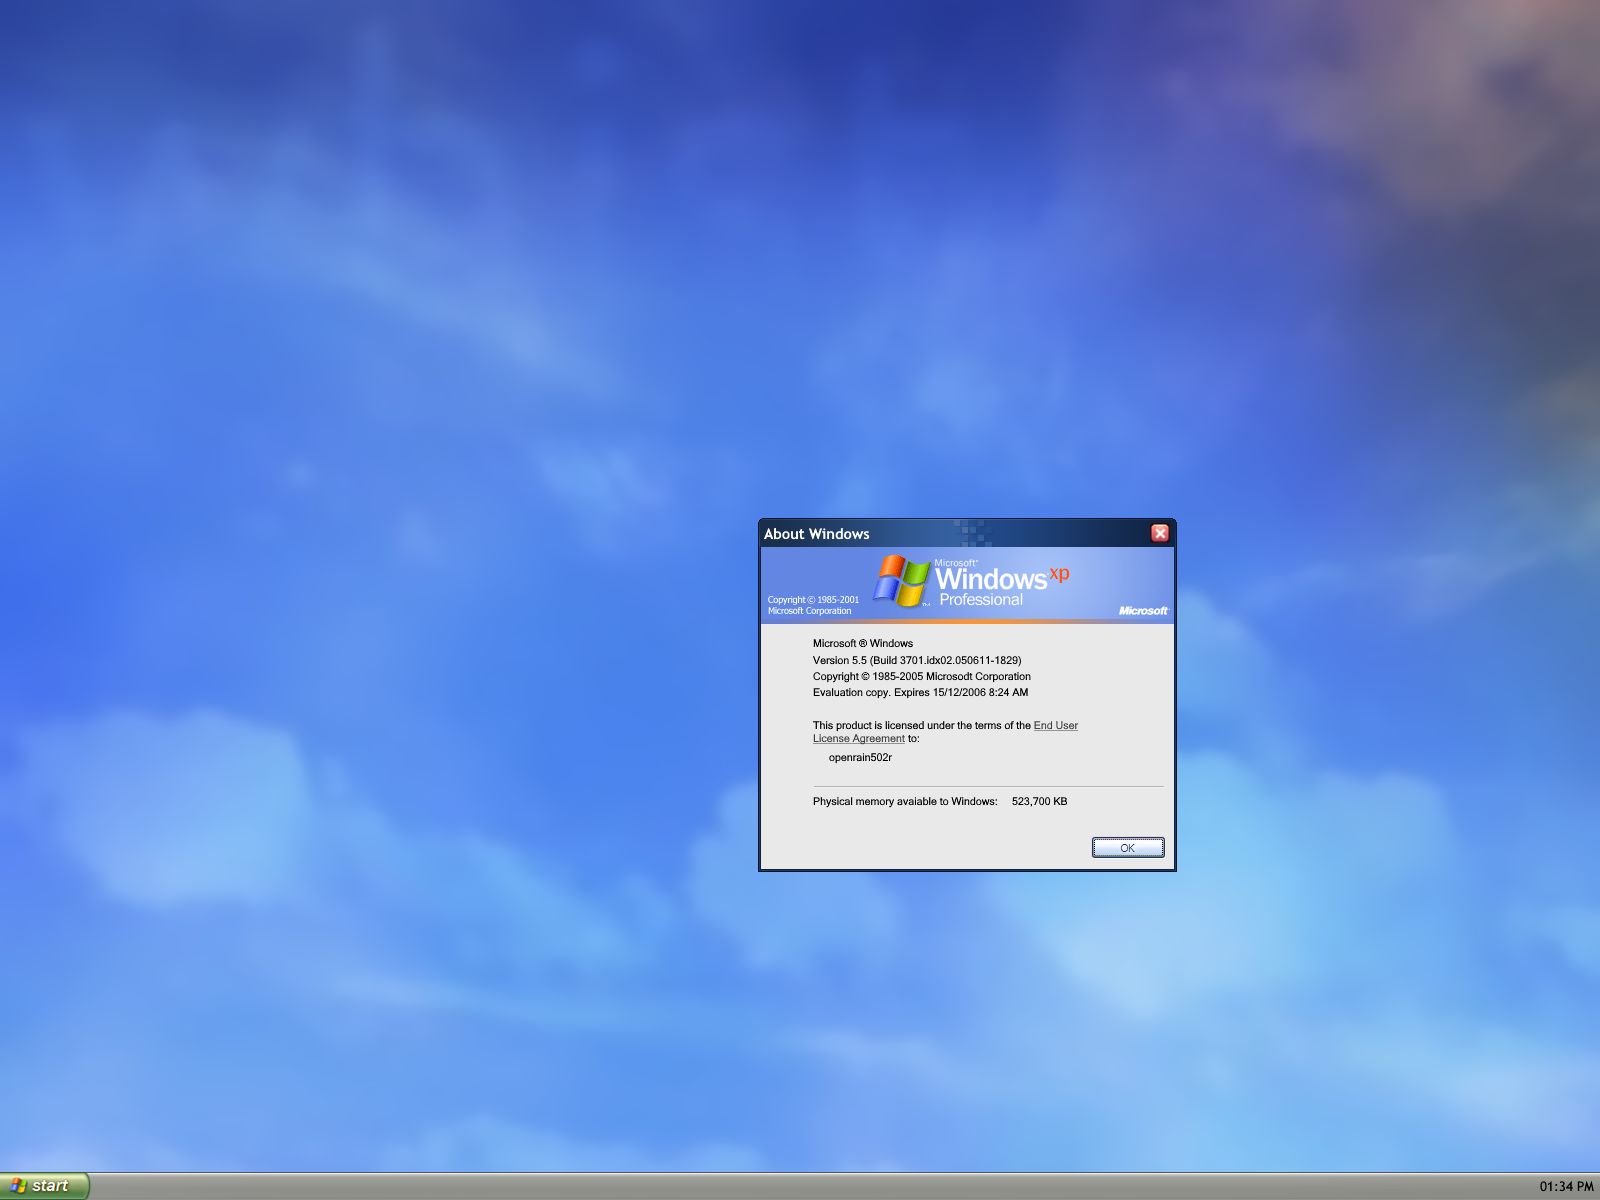 About Windows
Microsoft®
Windows xp
Professional
Copyright © 1985-2001
Microsoft Corporation
Microsoft
Microsoft ® Windows
Version 5.5 (Build 3701.idx02.050611-1829)
Copyright © 1985-2005 Microsodt Corporation
Evaluation copy. Expires 15/12/2006 8:24 AM
This product is licensed under the terms of the End User
License Agreement to:
openrain502r
Physical memory avaiable to Windows: 523,700 KB
OK
start
01:34 PM